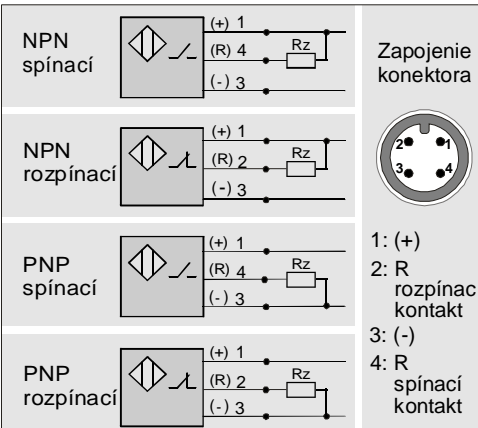 NPN
spínací
(+) 1
(R) 4
Rz
(-) 3
NPN
rozpínací
(+) 1
(R) 2
Rz
(-) 3
PNP
spínací
(+) 1
(R) 4
Rz
(-) 3
PNP
rozpínací
(+) 1
(R) 2
Rz
(-) 3
Zapojenie
konektora
2 1
3 4
1: (+)
2: R
rozpínac
kontakt
3: (-)
4: R
spínací
kontakt